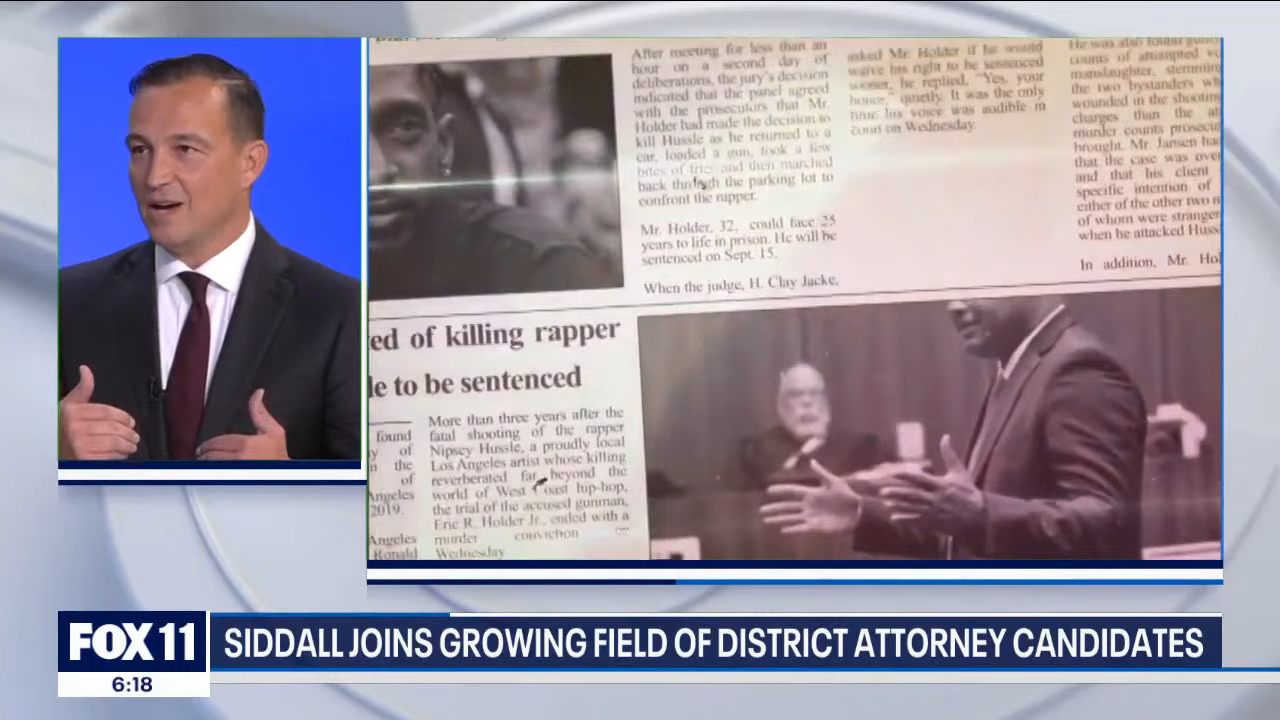 After meeting for less than an
hour on a second day of
deliberations, the jury's decision
indicated that the panel agreed
with the prosecutors that Mr.
Holder had made the decision to
kill Hussle as he returned to a
car, loaded a gun, took a few
bites of fries and then marched
back through the parking lot to
confront the rapper.
Mr. Holder, 32, could face 25
years to life in prison. He will be
sentenced on Sept. 15.
When the judge, H. Clay Jacke,
asked Mr. Holder if he would
waive his right to be sentenced
sooner, he replied, "Yes, your
honor," quietly. It was the only
time his voice was audible in
court on Wednesday.
He was also found
counts of attempted
manslaughter, stemming
the two bystanders
wounded in the shooting
charges than the
murder counts
brought. Mr. Jansen
that the case was
and that his client
specific intention of
either of the other two
of whom were
when he attacked
In addition, Mr.
of killing rapper
to be sentenced
found
of
the
of
Angeles
2019.
Angeles
Ronald
More than three years after the
fatal shooting of the rapper
Nipsey Hussle, a proudly local
Los Angeles artist whose killing
reverberated far beyond the
world of West Coast hip-hop,
the trial of the accused gunman,
Eric R. Holder Jr., ended with a
murder conviction on
Wednesday.
FOX 11
6:18
SIDDALL JOINS GROWING FIELD OF DISTRICT ATTORNEY CANDIDATES